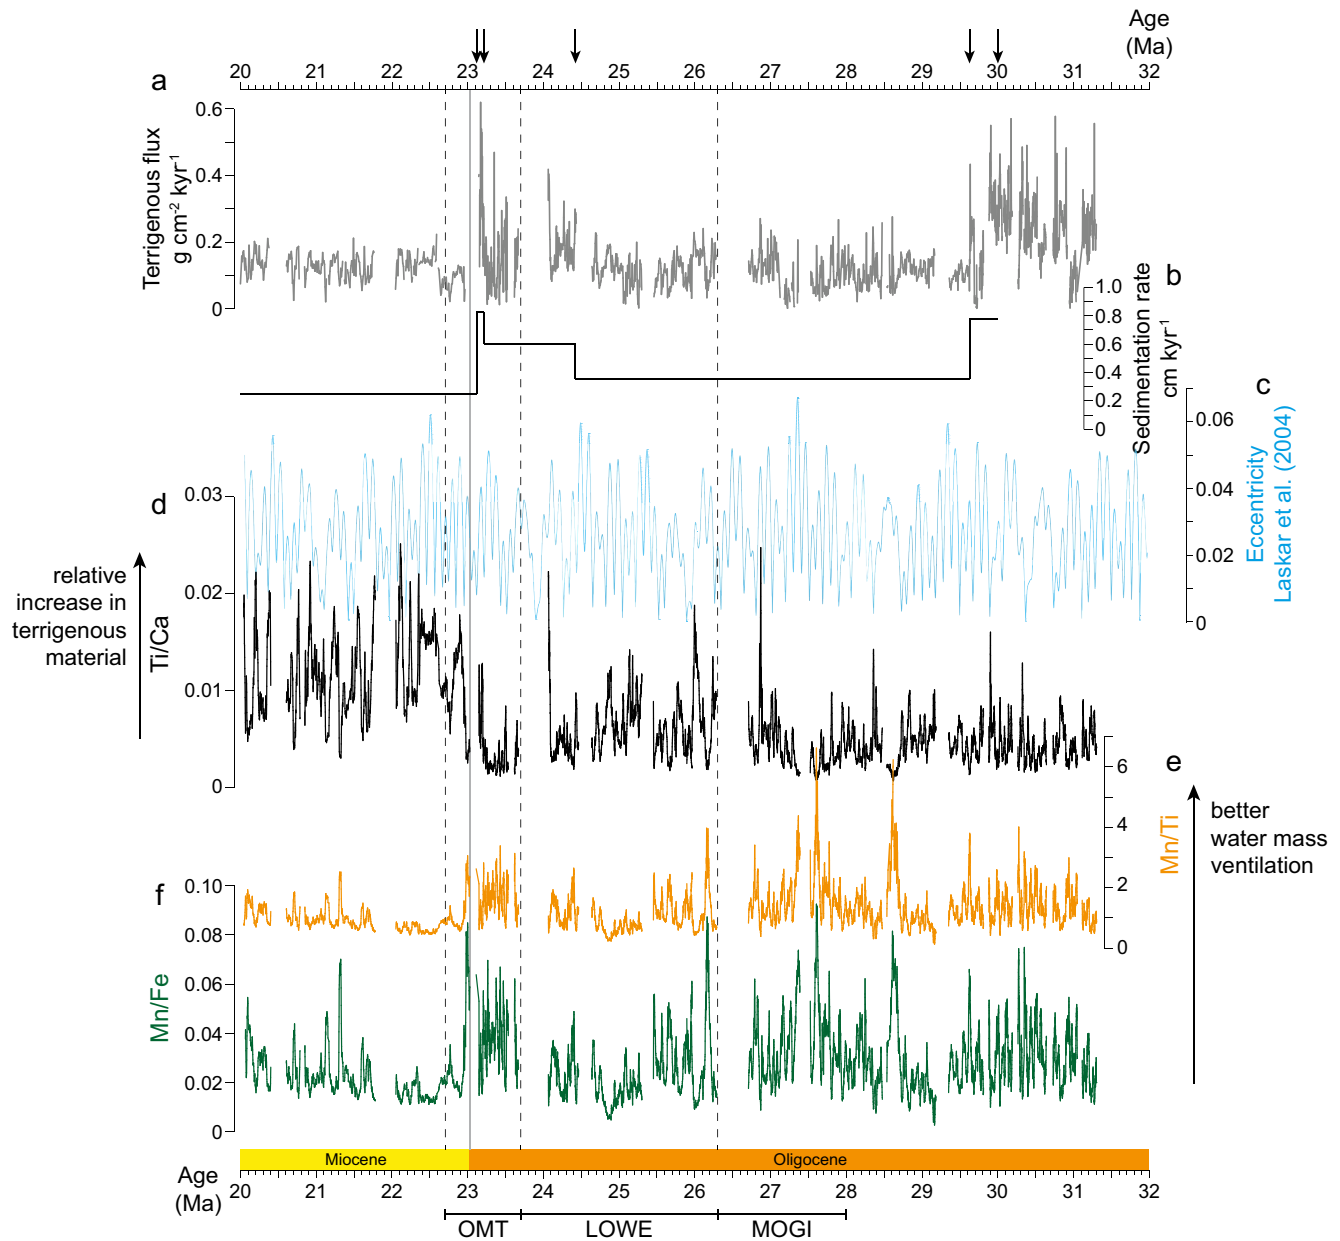 Age
(Ma)
20 21 22 23 24 25 26 27 28 29 30 31 32
a
Terrigenous flux
g cm-2 kyr-1
0.6
0.4
0.2
0
b
Sedimentation rate
cm kyr-1
1.0
0.8
0.6
0.4
0.2
0
c
Eccentricity
Laskar et al. (2004)
0.06
0.04
0.02
0
d
Ti/Ca
0.03
0.02
0.01
0
relative
increase in
terrigenous
material
e
Mn/Ti
6
4
2
0
better
water mass
ventilation
f
Mn/Fe
0.10
0.08
0.06
0.04
0.02
0
Miocene Oligocene
Age
(Ma)
20 21 22 23 24 25 26 27 28 29 30 31 32
OMT LOWE MOGI